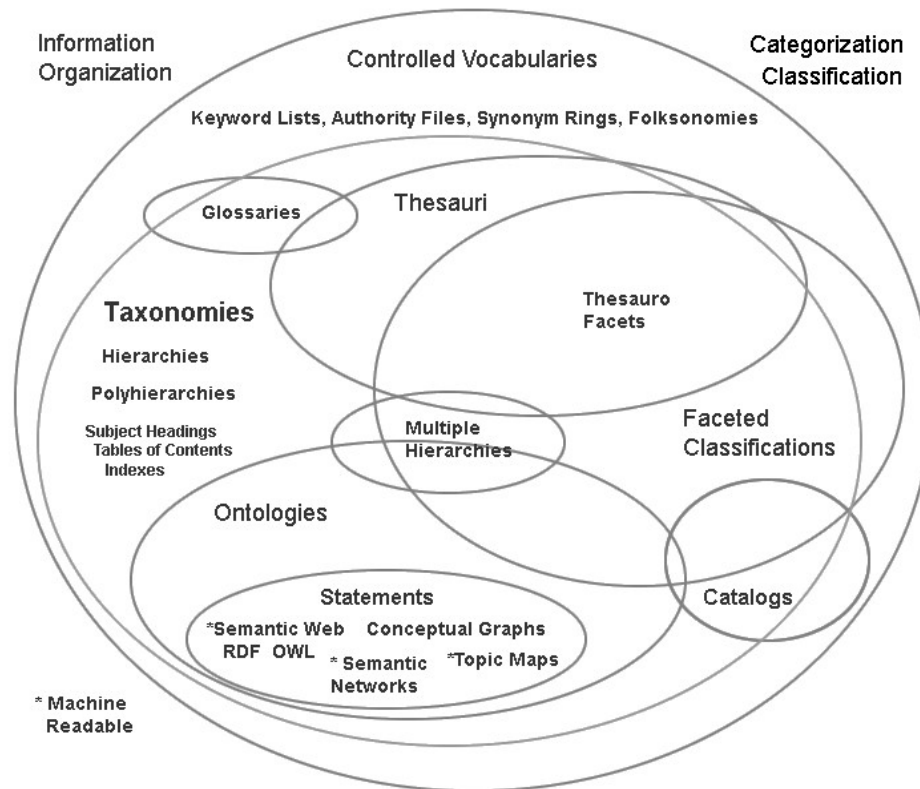 Information
Organization
Controlled Vocabularies
Categorization
Classification
Keyword Lists, Authority Files, Synonym Rings, Folksonomies
Glossaries
Thesauri
Thesauro
Facets
Taxonomies
Hierarchies
Polyhierarchies
Subject Headings
Tables of Contents
Indexes
Multiple
Hierarchies
Faceted
Classifications
Ontologies
Catalogs
Statements
*Semantic Web
RDF OWL
Conceptual Graphs
* Semantic
Networks
*Topic Maps
* Machine
Readable